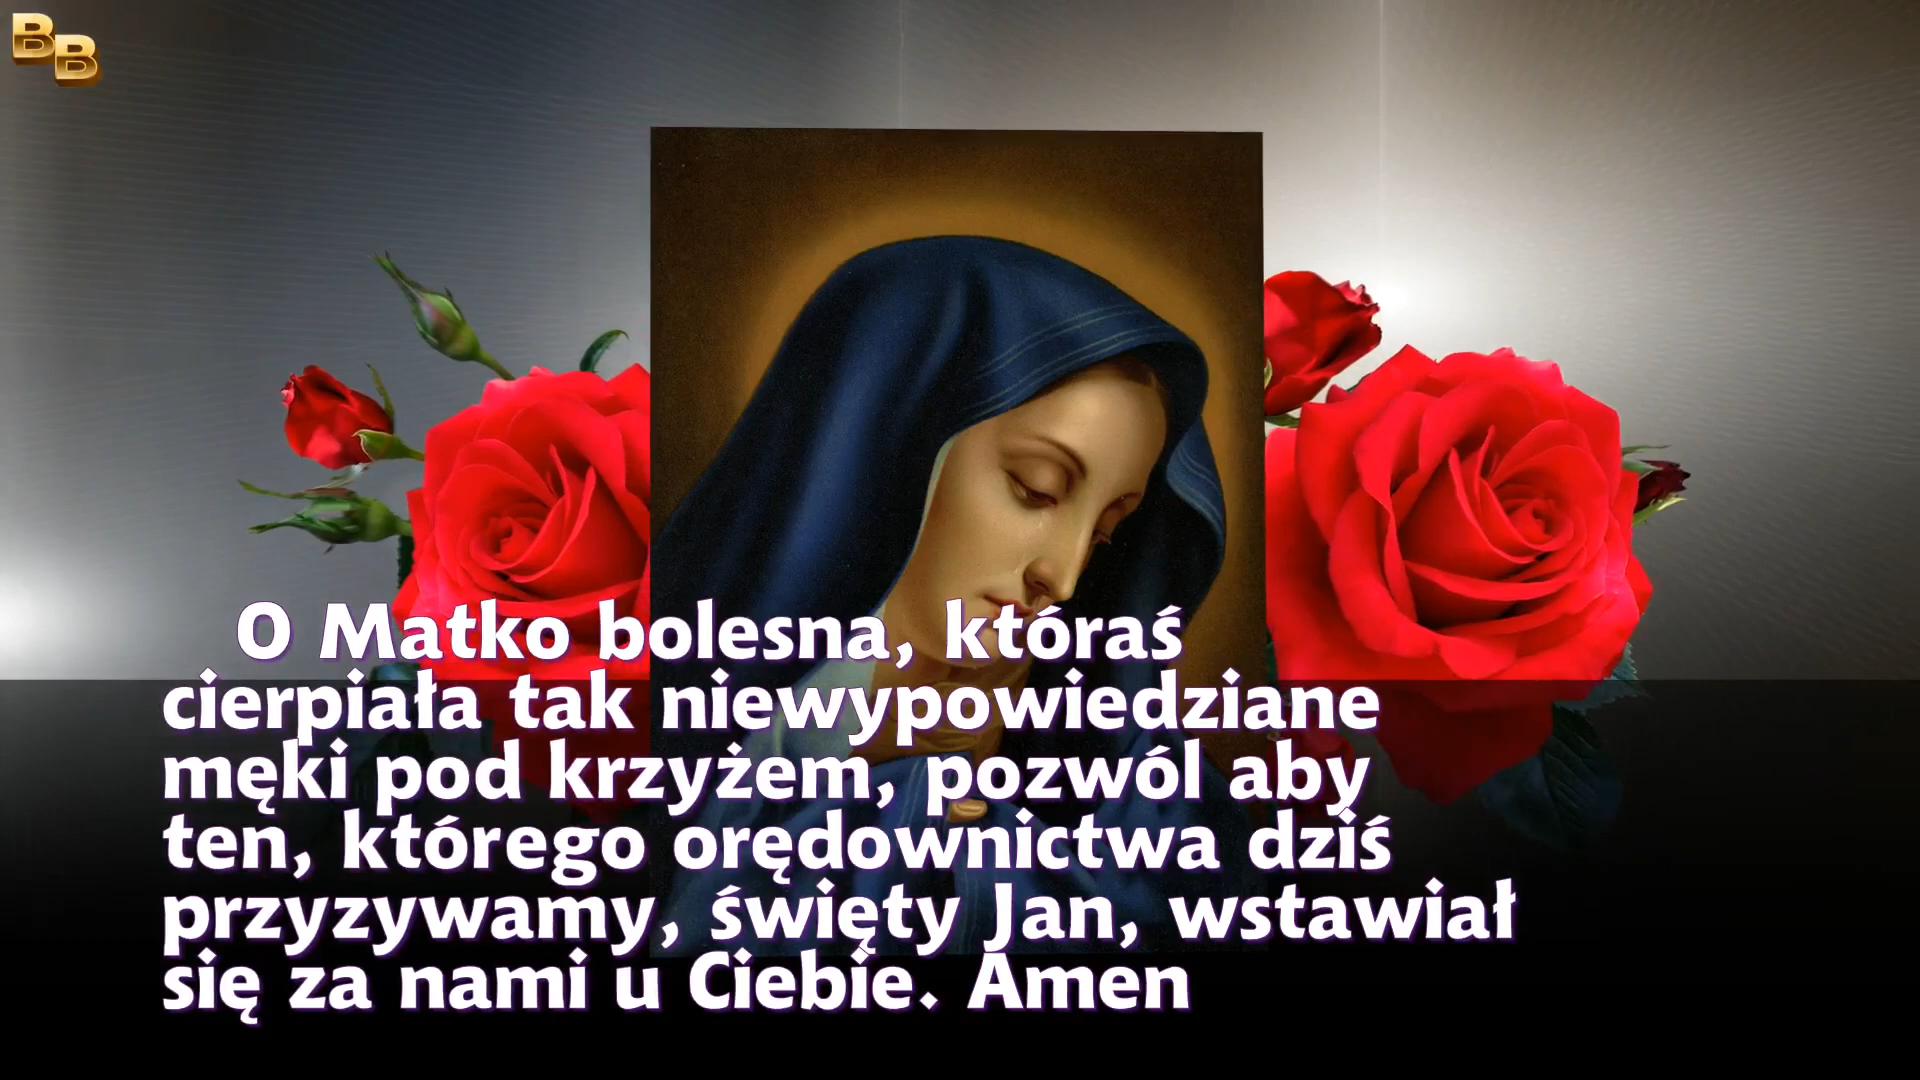 BB
O Matko bolesna, któraś
cierpiała tak niewypowiedziane
męki pod krzyżem, pozwól aby
ten, którego orędownictwa dziś
przyzywamy, święty Jan, wstawiał
się za nami u Ciebie. Amen